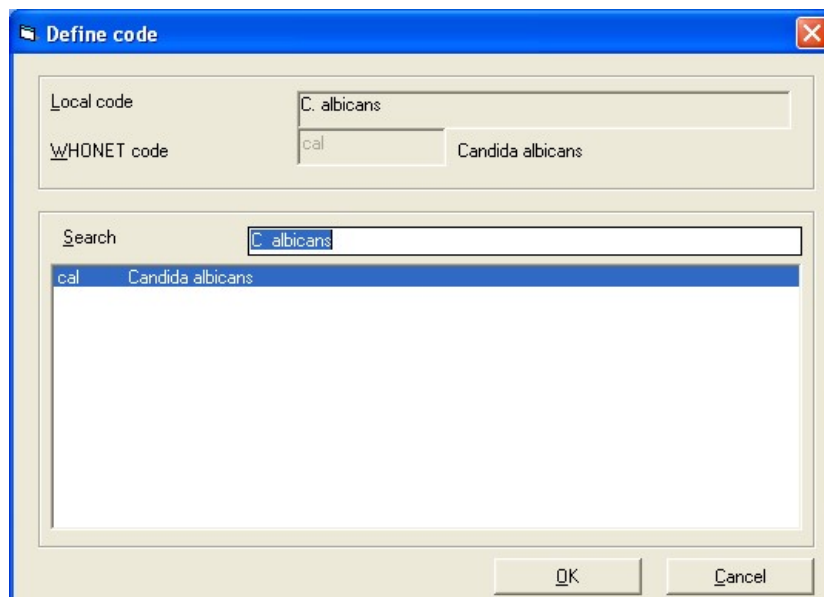 Define code
Local code C. albicans
WHONET code cal Candida albicans
Search C albicans
cal Candida albicans
OK Cancel